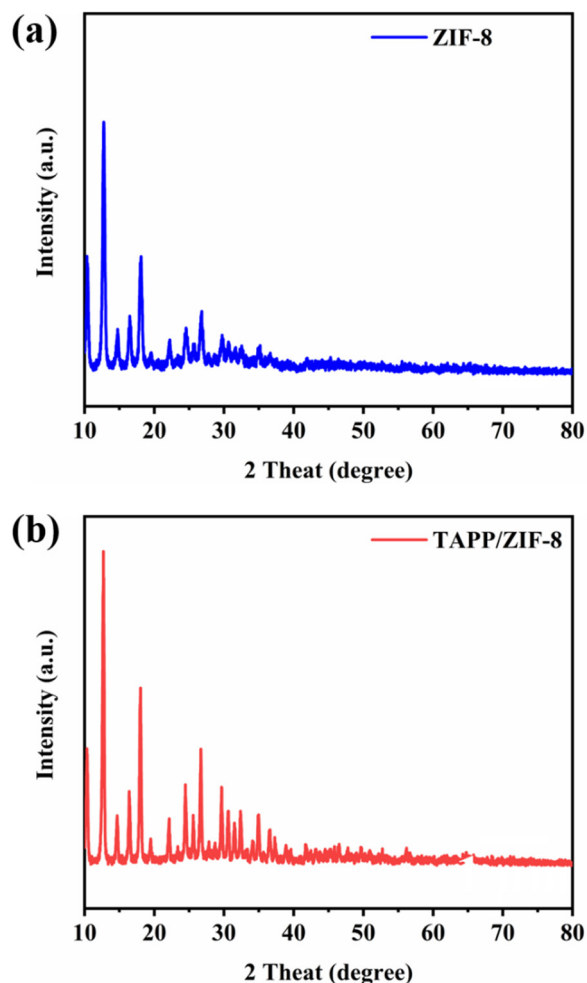 (a)
ZIF-8
Intensity (a.u.)
10 20 30 40 50 60 70 80
2 Theat (degree)
(b)
TAPP/ZIF-8
Intensity (a.u.)
10 20 30 40 50 60 70 80
2 Theat (degree)